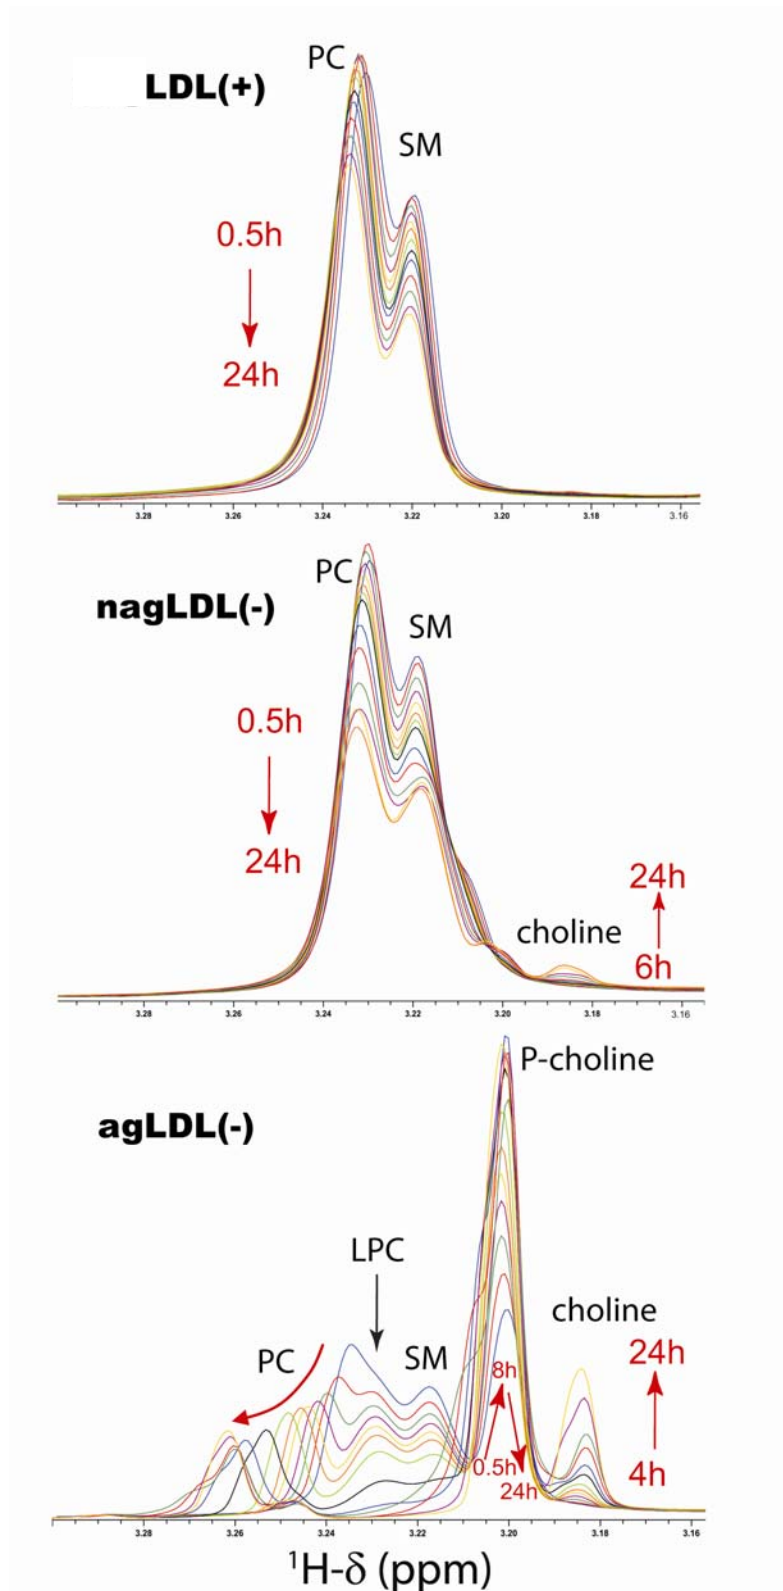 PC
LDL(+)
SM
0.5h
24h
3.28 3.26 3.24 3.22 3.20 3.18 3.16
PC
nagLDL(-)
SM
0.5h
24h
24h
choline
6h
3.28 3.26 3.24 3.22 3.20 3.18 3.16
P-choline
agLDL(-)
LPC
choline
PC
SM
24h
8h
0.5h
4h
24h
3.28 3.26 3.24 3.22 3.20 3.18 3.16
¹H-δ (ppm)